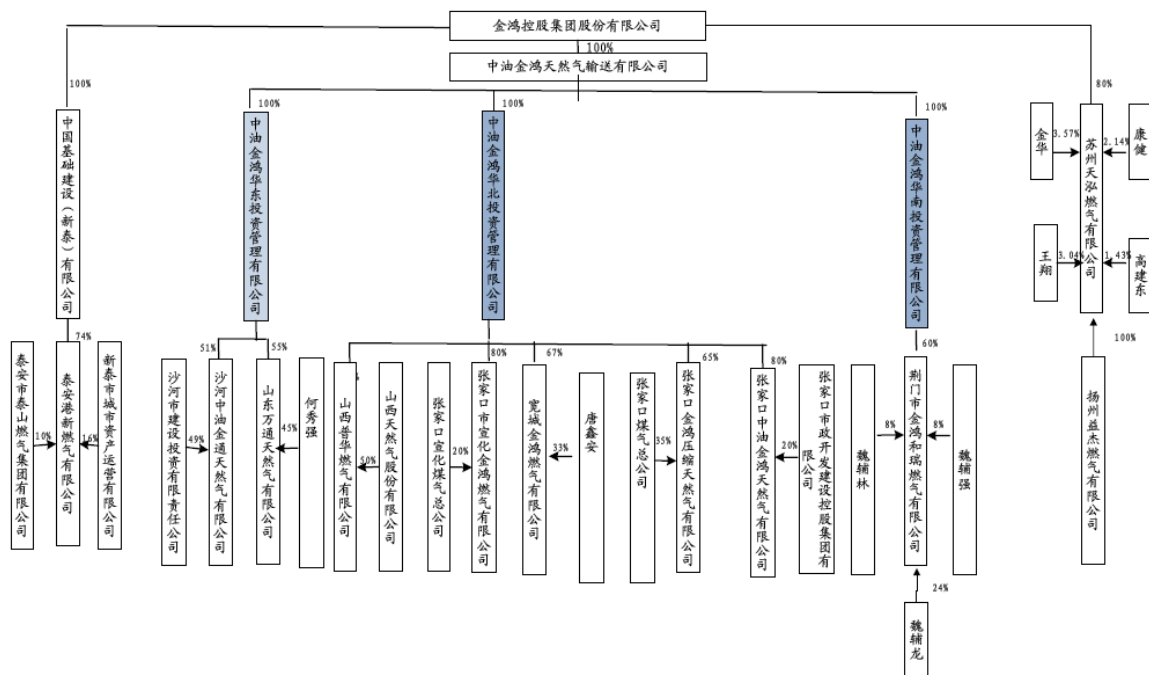 金鸿控股集团股份有限公司
100%
中油金鸿天然气输送有限公司
100%
100%
100%
100%
80%
中国基础建设（新泰）有限公司
中油金鸿华东投资管理有限公司
中油金鸿华北投资管理有限公司
中油金鸿华南投资管理有限公司
金华
3.57%
苏州天泓燃气有限公司
2.14%
康健
王翔
3.04%
1.43%
高建东
74%
51%
55%
80%
67%
65%
80%
60%
100%
泰安市泰山燃气集团有限公司
10%
泰安港新燃气有限公司
16%
新泰市城市资产运营有限公司
沙河市建设投资有限责任公司
49%
沙河中油金通天然气有限公司
山东万通天然气有限公司
45%
何秀强
山西普华燃气有限公司
50%
山西天然气股份有限公司
张家口宣化煤气总公司
20%
张家口市宣化金鸿燃气有限公司
宽城金鸿燃气有限公司
33%
唐鑫安
张家口煤气总公司
35%
张家口金鸿压缩天然气有限公司
张家口中油金鸿天然气有限公司
20%
张家口市政开发建设控股集团有
限公司
魏辅林
8%
荆门市金鸿和瑞燃气有限公司
8%
魏辅强
扬州益杰燃气有限公司
24%
魏辅龙